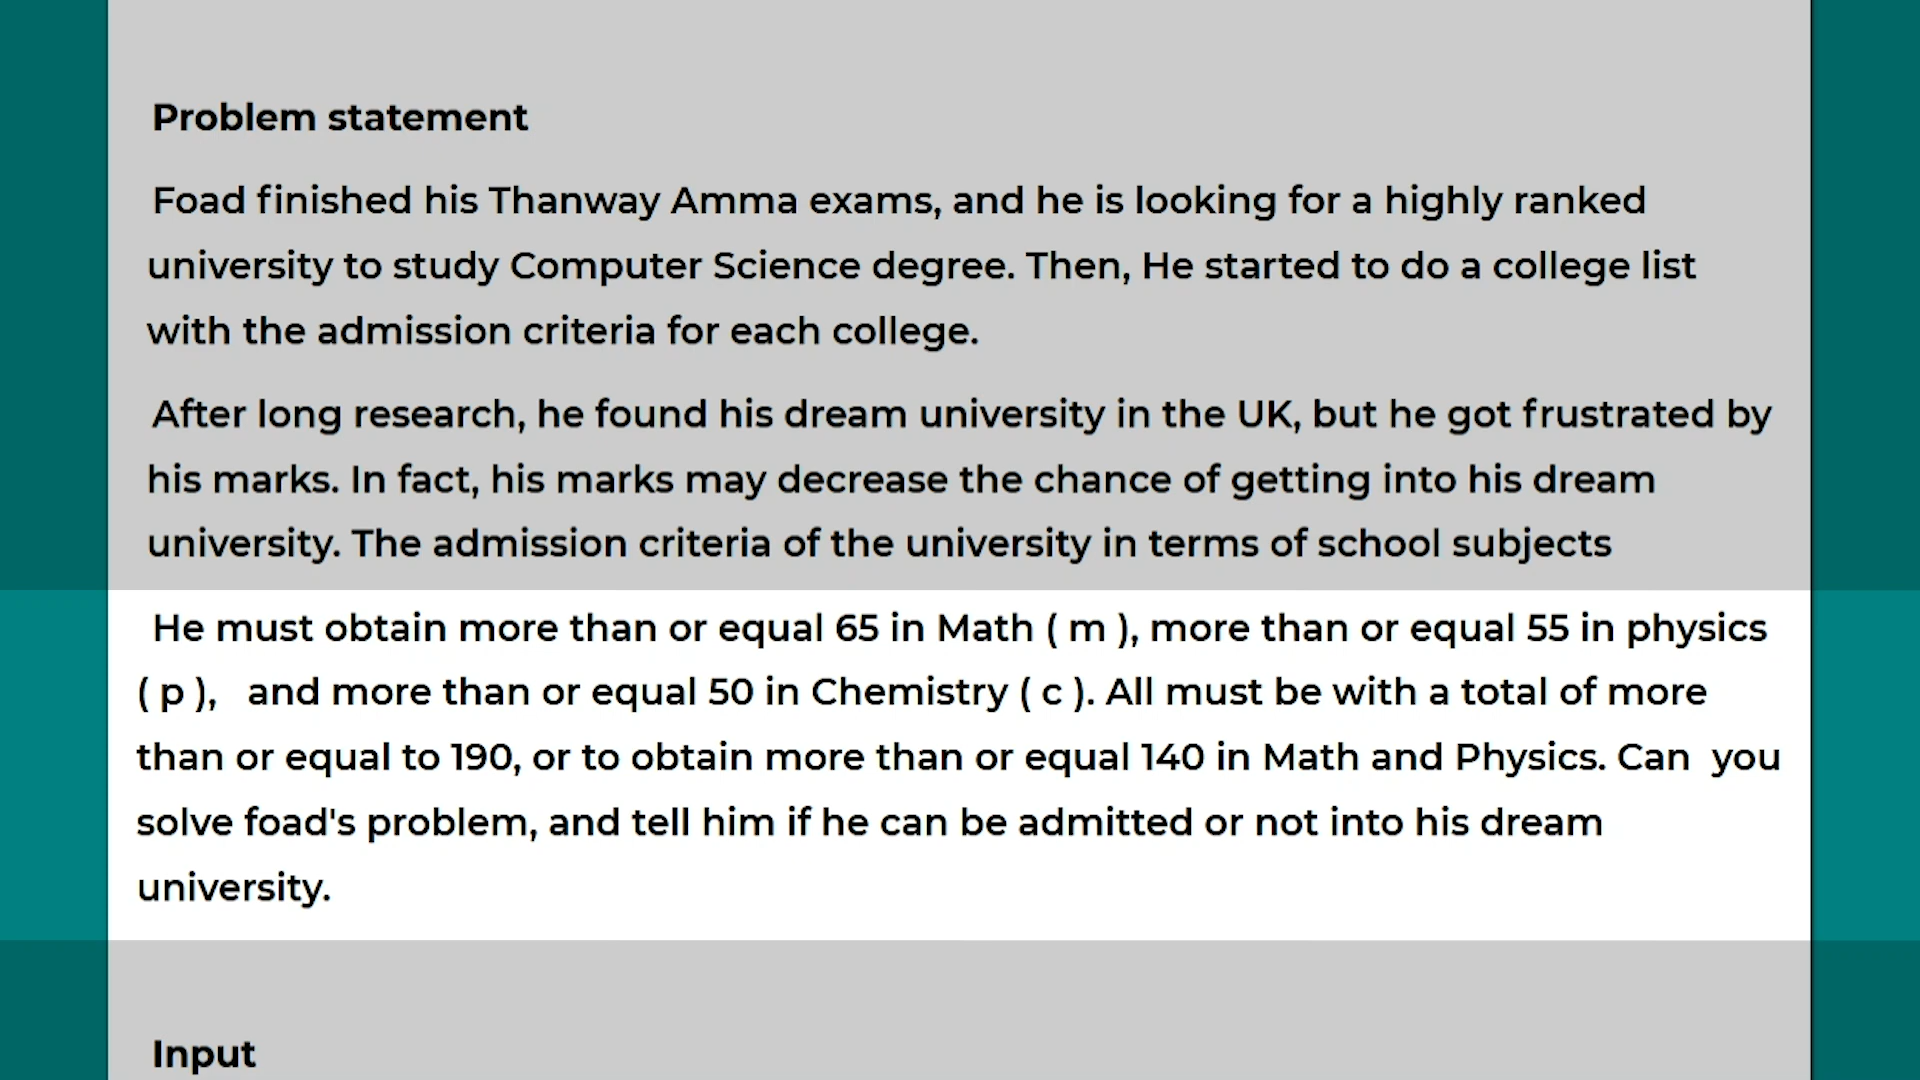 Problem statement
Foad finished his Thanway Amma exams, and he is looking for a highly ranked
university to study Computer Science degree. Then, He started to do a college list
with the admission criteria for each college.
After long research, he found his dream university in the UK, but he got frustrated by
his marks. In fact, his marks may decrease the chance of getting into his dream
university. The admission criteria of the university in terms of school subjects
He must obtain more than or equal 65 in Math ( m ), more than or equal 55 in physics
( p ),   and more than or equal 50 in Chemistry ( c ). All must be with a total of more
than or equal to 190, or to obtain more than or equal 140 in Math and Physics. Can  you
solve foad's problem, and tell him if he can be admitted or not into his dream
university.
Input